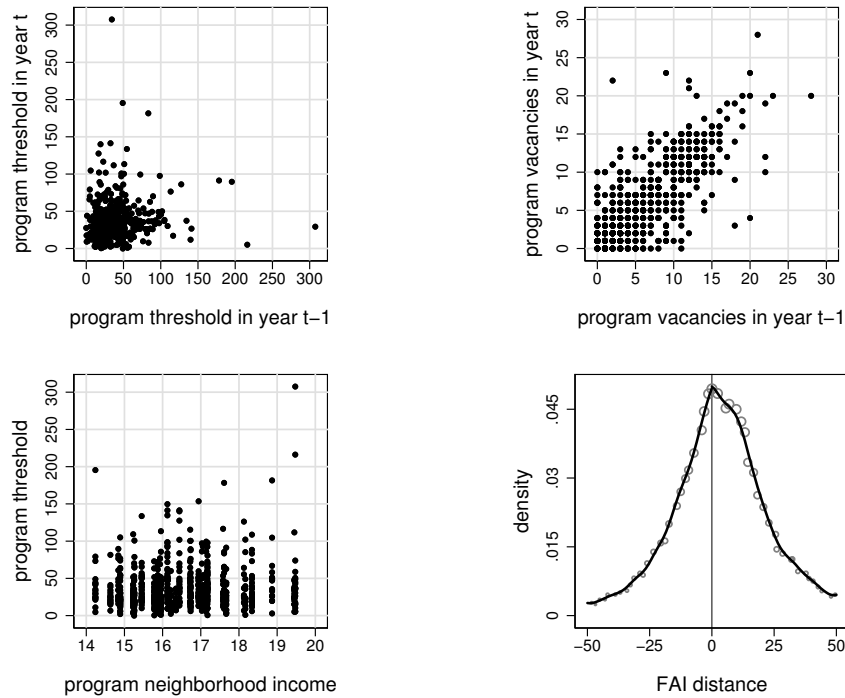 program threshold in year t
0 50 100 150 200 250 300
0 50 100 150 200 250 300
program threshold in year t−1
program vacancies in year t
0 5 10 15 20 25 30
0 5 10 15 20 25 30
program vacancies in year t−1
program threshold
0 50 100 150 200 250 300
14 15 16 17 18 19 20
program neighborhood income
density
0 .015 .03 .045
−50 −25 0 25 50
FAI distance